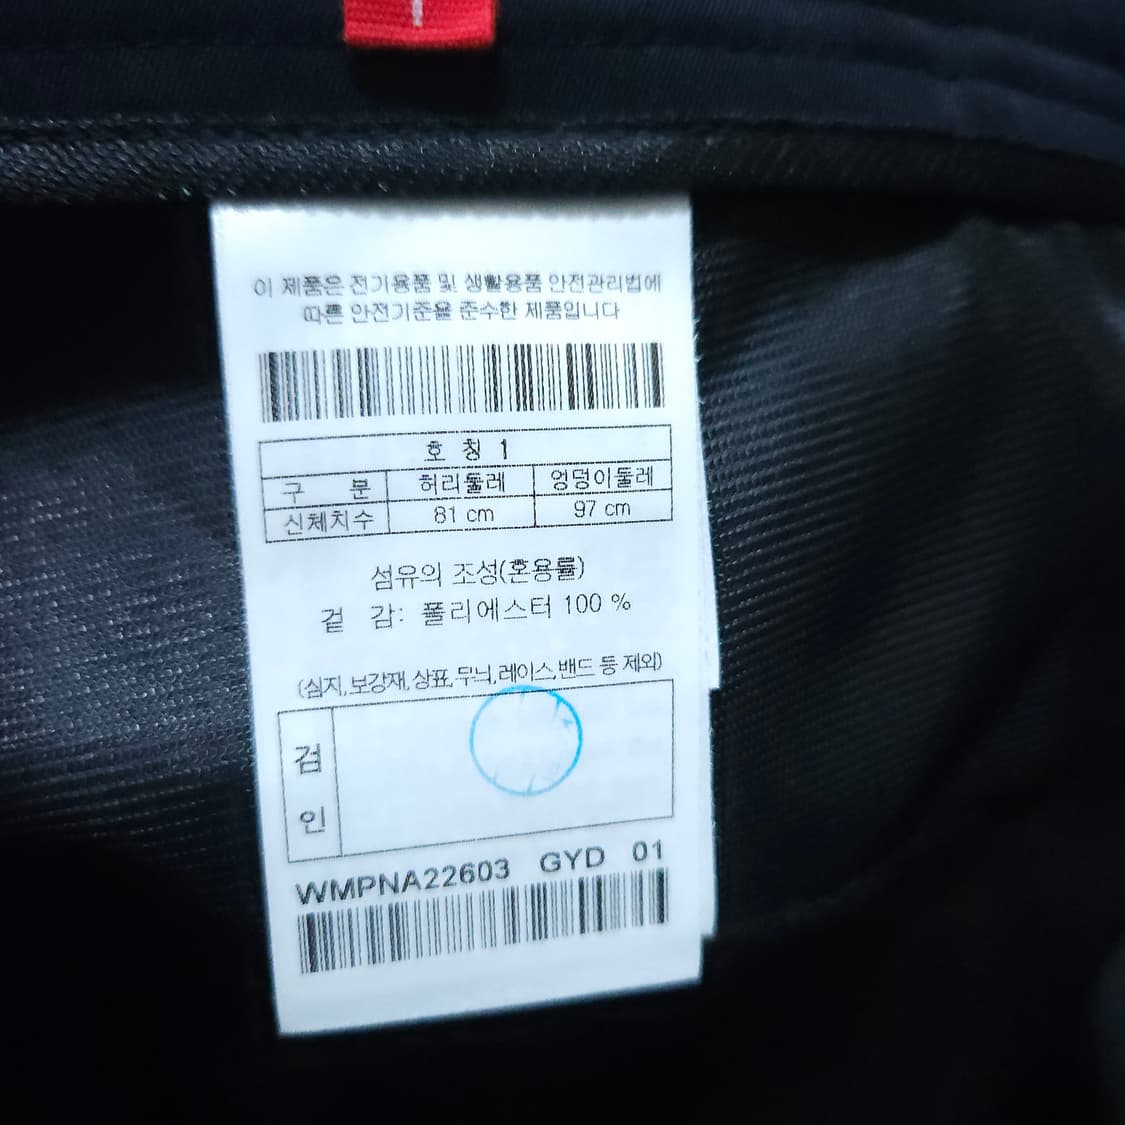 이 제품은 전기용품 및 생활용품 안전관리법에
따른 안전기준을 준수한 제품입니다
호 칭 1
구 분 허리둘레 엉덩이둘레
신체치수 81 cm 97 cm
섬유의 조성(혼용률)
겉 감: 폴리에스터 100 %
(심지,보강재,상표,무늬,레이스,밴드 등 제외)
검
인
WMPNA22603 GYD 01